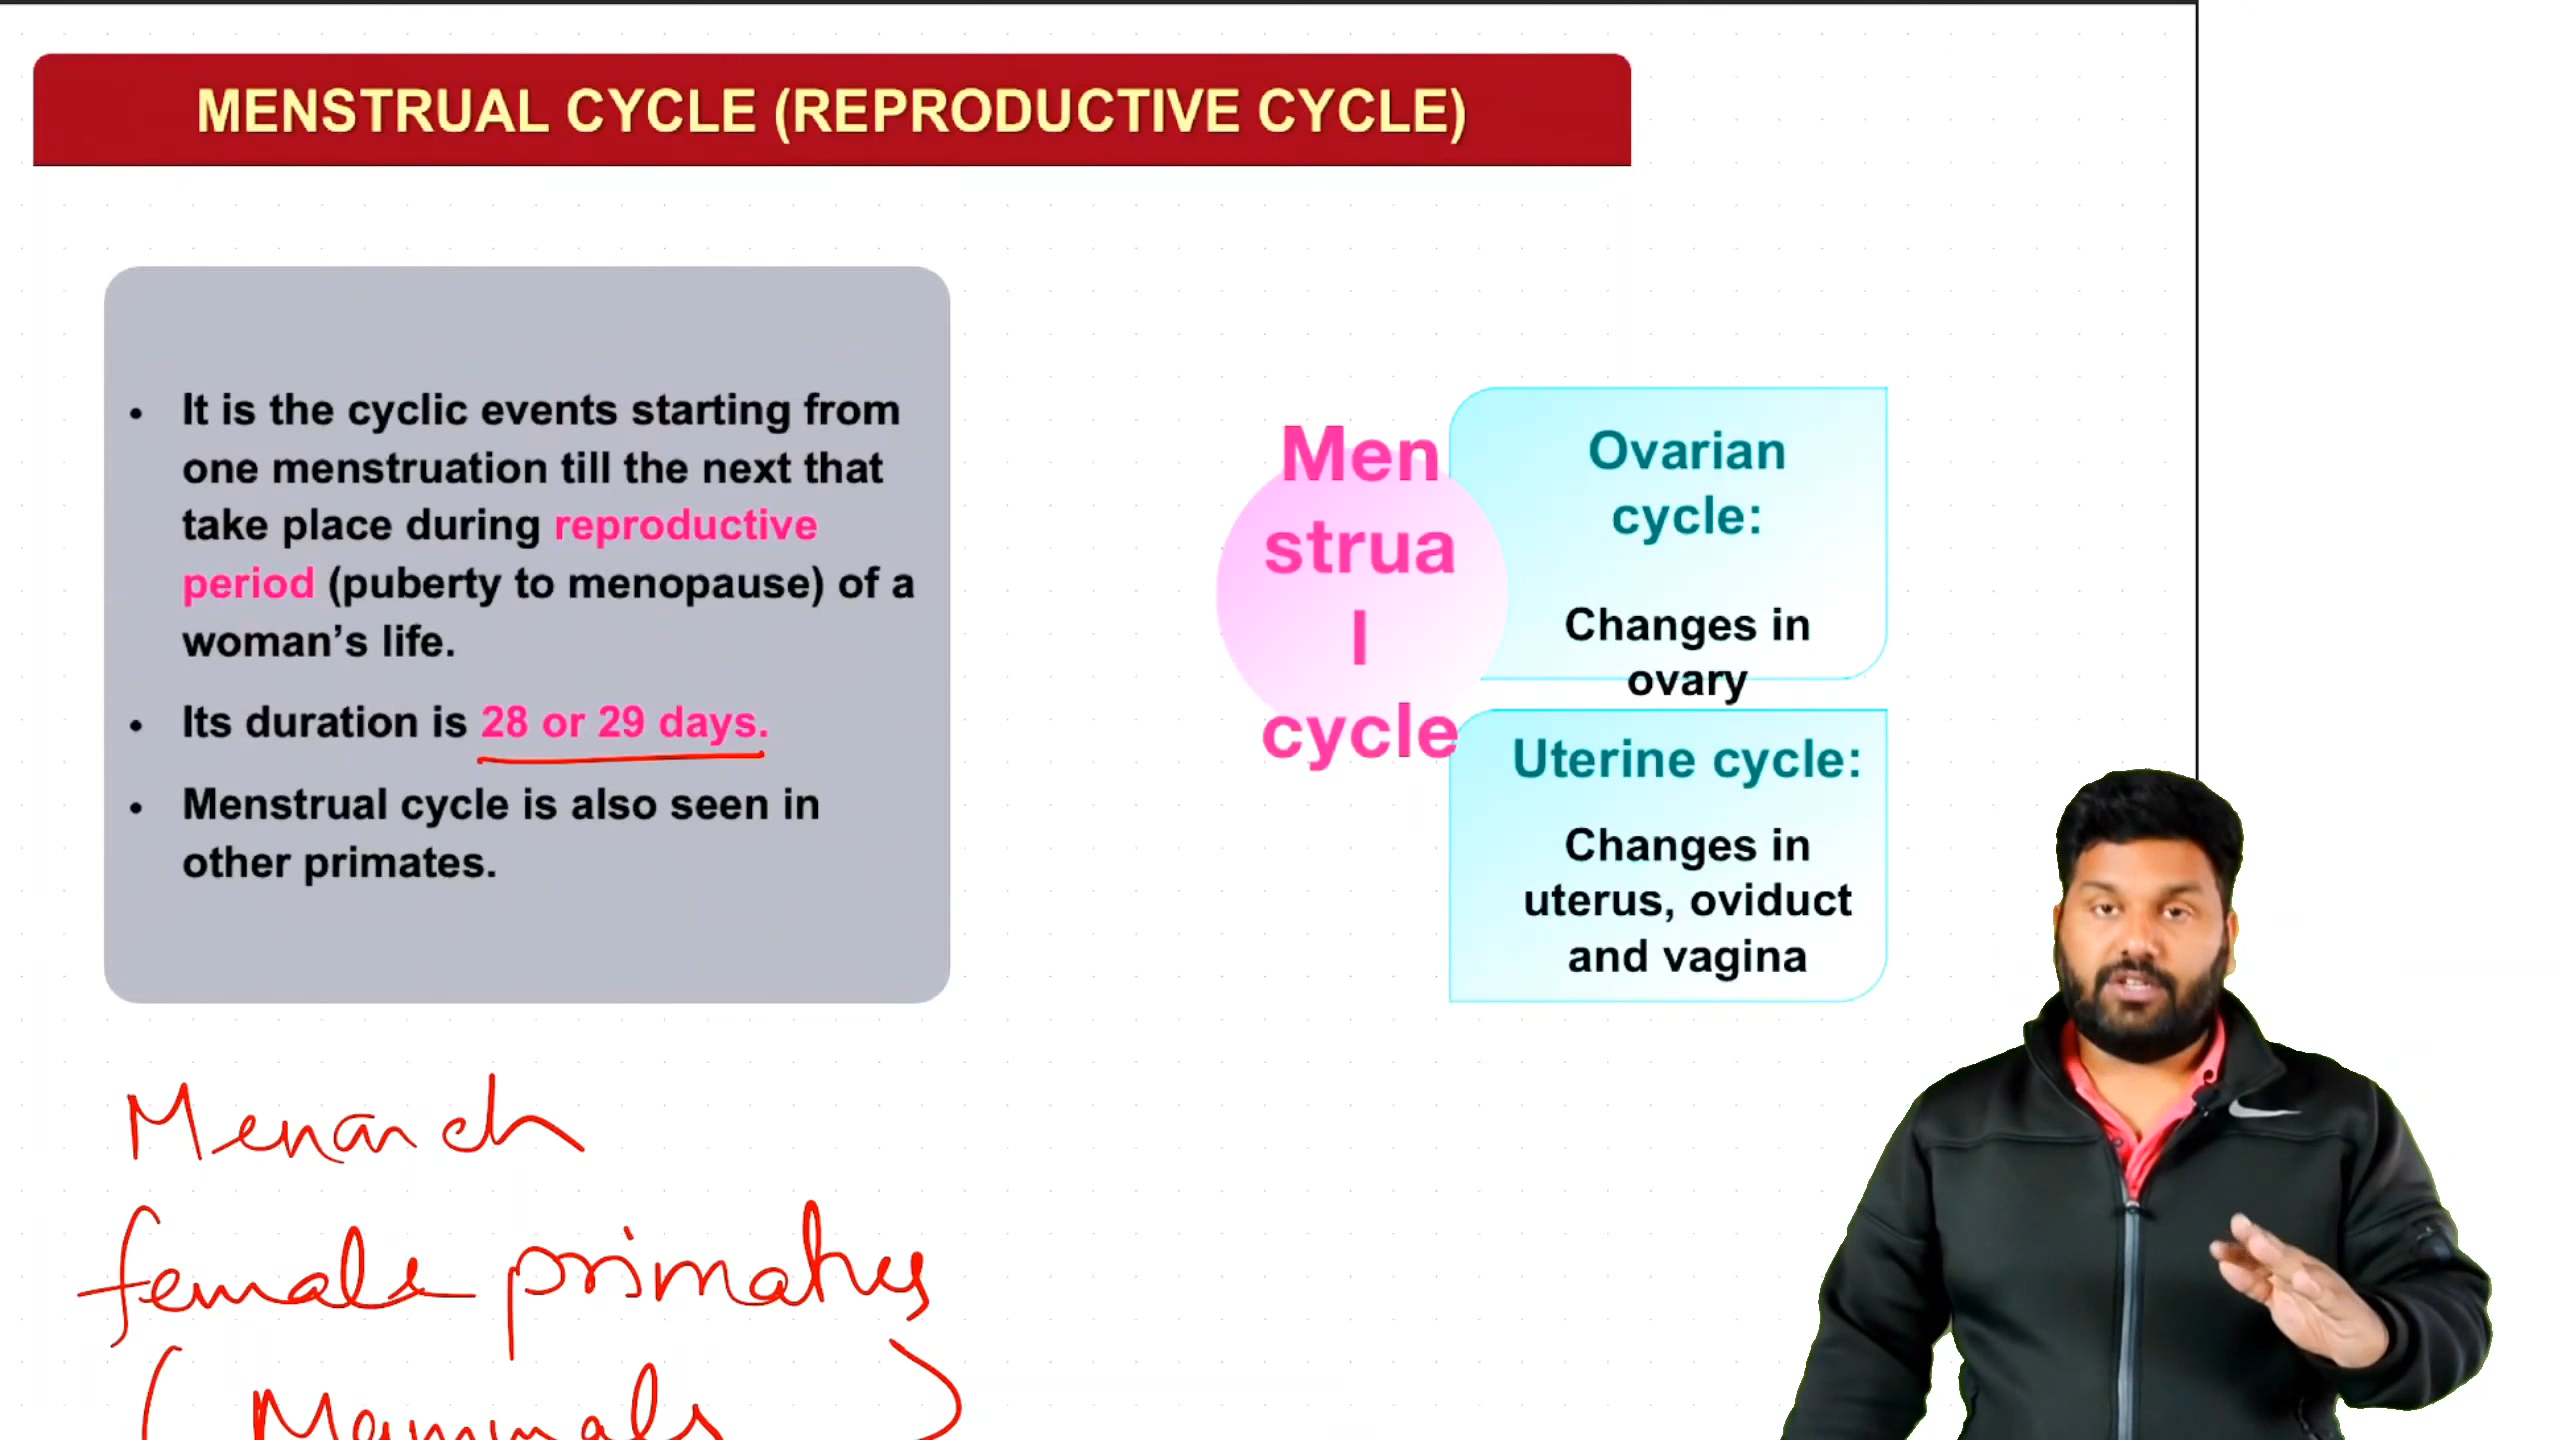 MENSTRUAL CYCLE (REPRODUCTIVE CYCLE)
• It is the cyclic events starting from
one menstruation till the next that
take place during reproductive
period (puberty to menopause) of a
woman’s life.
• Its duration is 28 or 29 days.
• Menstrual cycle is also seen in
other primates.
Men
strua
l
cycle
Ovarian
cycle:
Changes in
ovary
Uterine cycle:
Changes in
uterus, oviduct
and vagina
Menarch
female primates
( Mammals )